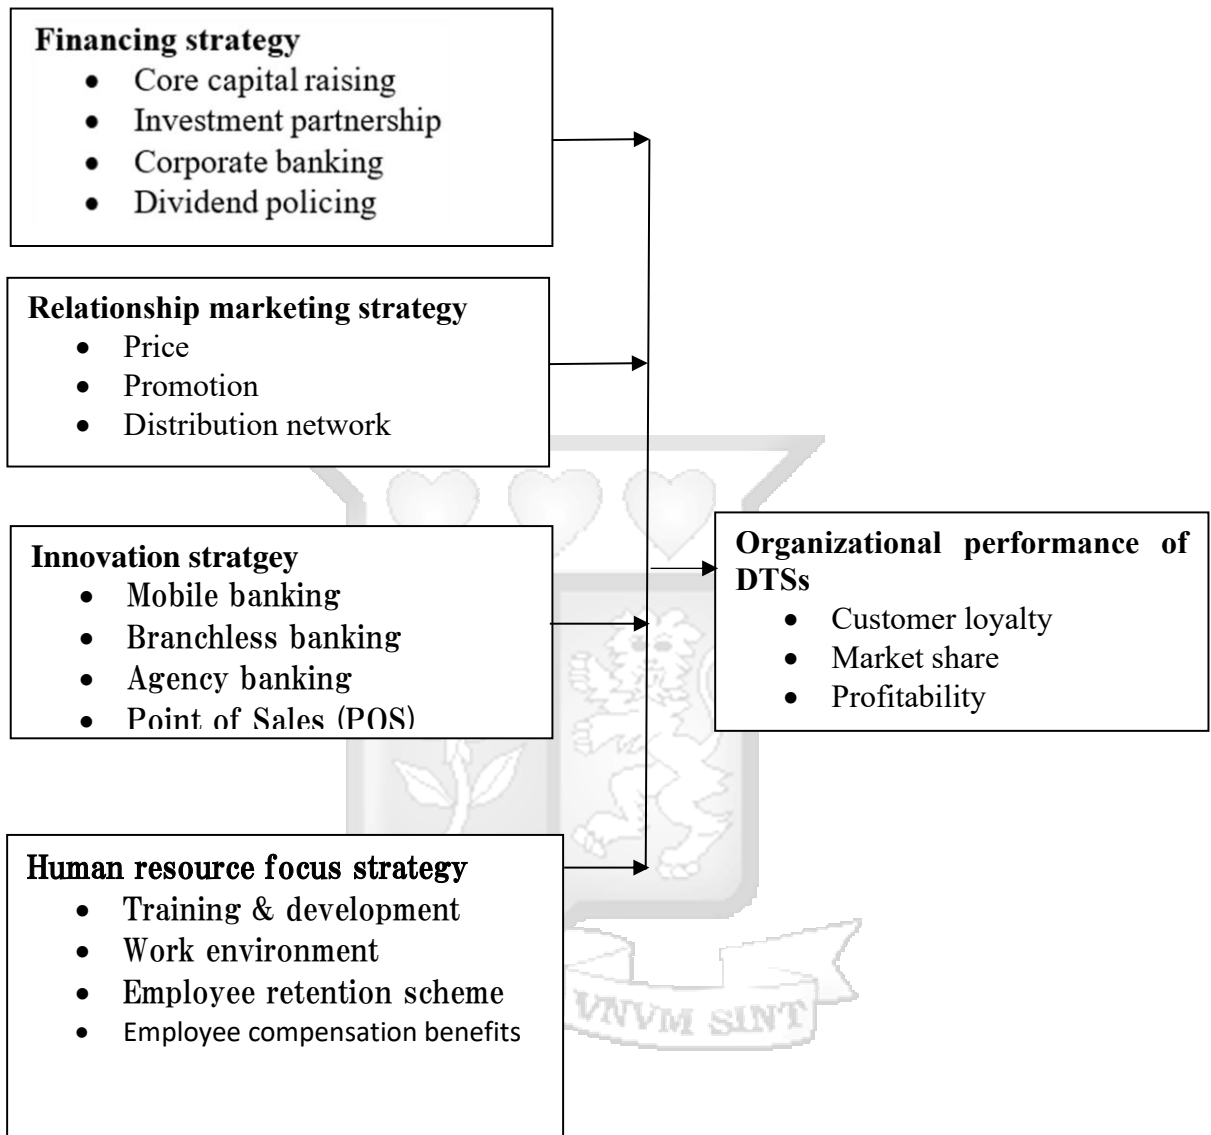 Financing strategy
• Core capital raising
• Investment partnership
• Corporate banking
• Dividend policing
Relationship marketing strategy
• Price
• Promotion
• Distribution network
Innovation stratgey
• Mobile banking
• Branchless banking
• Agency banking
• Point of Sales (POS)
Human resource focus strategy
• Training & development
• Work environment
• Employee retention scheme
• Employee compensation benefits
Organizational performance of
DTSs
• Customer loyalty
• Market share
• Profitability
VNVM SINT